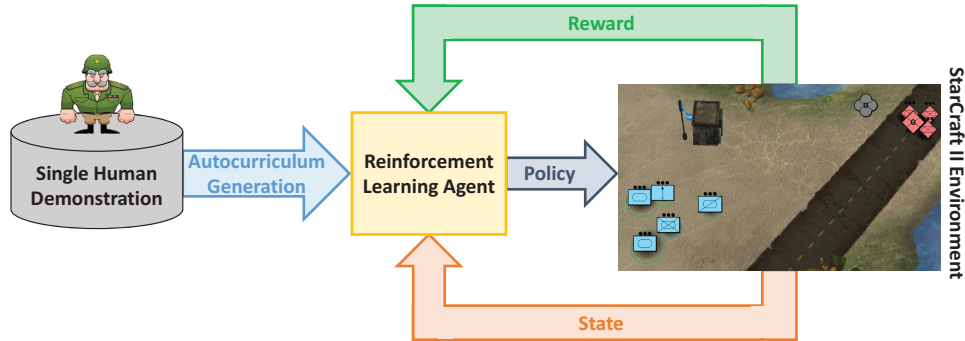 Reward
Single Human
Demonstration
Autocurriculum
Generation
Reinforcement
Learning Agent
Policy
G
G
StarCraft II Environment
State